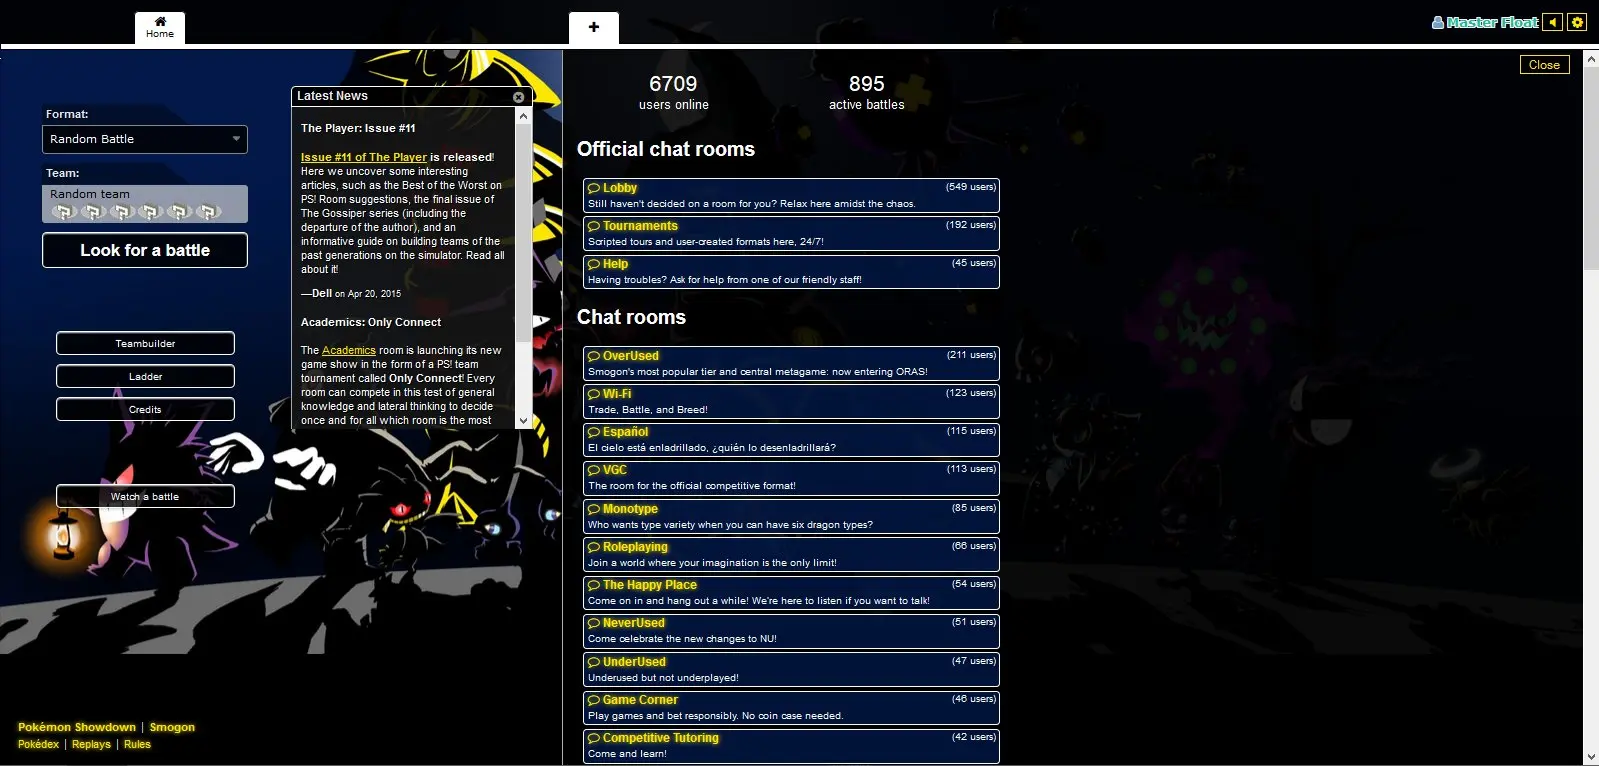 Home
+
Master Float
Format:
Random Battle
Team:
Random team
Look for a battle
Teambuilder
Ladder
Credits
Watch a battle
Pokémon Showdown | Smogon
Pokédex | Replays | Rules
Latest News
The Player: Issue #11
Issue #11 of The Player is released!
Here we uncover some interesting
articles, such as the Best of the Worst on
PS! Room suggestions, the final issue of
The Gossiper series (including the
departure of the author), and an
informative guide on building teams of the
past generations on the simulator. Read all
about it!
—Dell on Apr 20, 2015
Academics: Only Connect
The Academics room is launching its new
game show in the form of a PS! team
tournament called Only Connect! Every
room can compete in this test of general
knowledge and lateral thinking to decide
once and for all which room is the most
Close
6709
users online
895
active battles
Official chat rooms
Lobby (549 users)
Still haven't decided on a room for you? Relax here amidst the chaos.
Tournaments (192 users)
Scripted tours and user-created formats here, 24/7!
Help (45 users)
Having troubles? Ask for help from one of our friendly staff!
Chat rooms
OverUsed (211 users)
Smogon's most popular tier and central metagame: now entering ORAS!
Wi-Fi (123 users)
Trade, Battle, and Breed!
Español (115 users)
El cielo está enladrillado, ¿quién lo desenladrillará?
VGC (113 users)
The room for the official competitive format!
Monotype (85 users)
Who wants type variety when you can have six dragon types?
Roleplaying (66 users)
Join a world where your imagination is the only limit!
The Happy Place (54 users)
Come on in and hang out a while! We're here to listen if you want to talk!
NeverUsed (51 users)
Come celebrate the new changes to NU!
UnderUsed (47 users)
Underused but not underplayed!
Game Corner (46 users)
Play games and bet responsibly. No coin case needed.
Competitive Tutoring (42 users)
Come and learn!